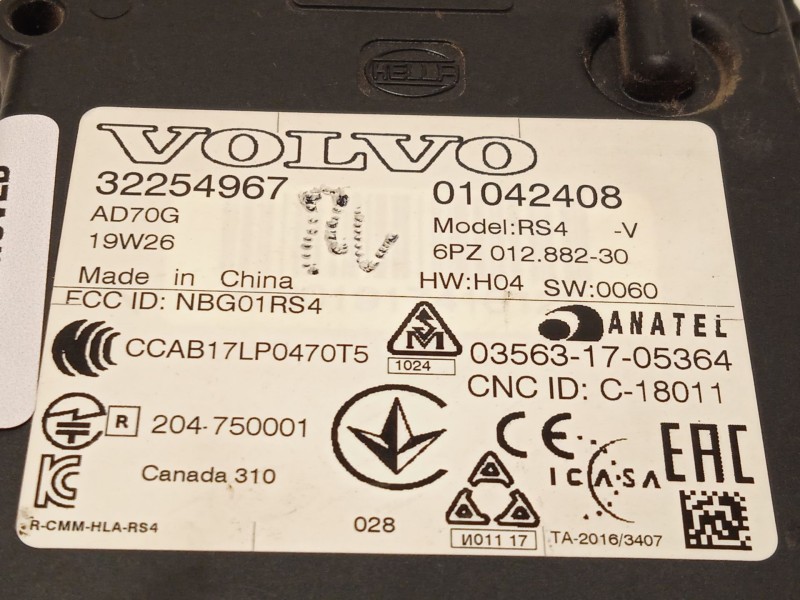 HELLA
VOLVO
32254967 01042408
AD70G Model:RS4 -V
19W26 6PZ 012.882-30
Made in China HW:H04 SW:0060
FCC ID: NBG01RS4
ANATEL
CCAB17LP0470T5 1024 03563-17-05364
CNC ID: C-18011
R 204-750001
CE EAC
Canada 310 ICASA
R-CMM-HLA-RS4 028 И011 17 TA-2016/3407